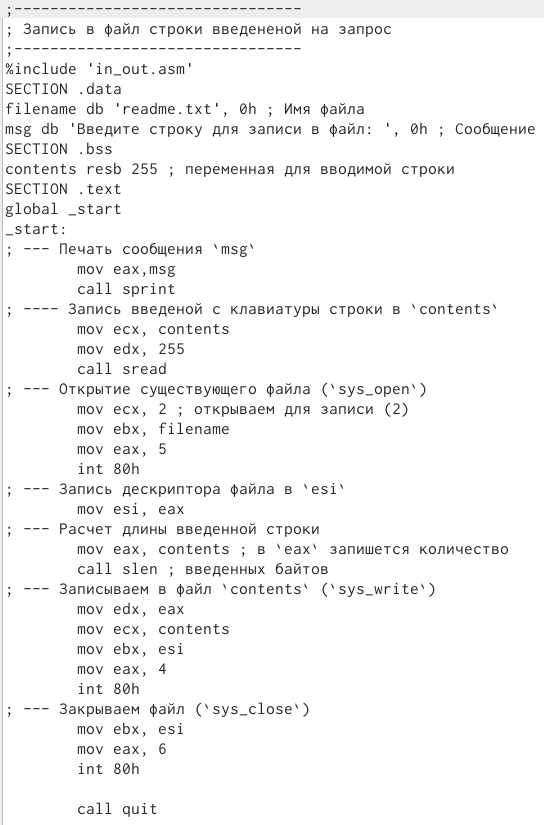 ;--------------------------------
; Запись в файл строки введененой на запрос
;--------------------------------
%include 'in_out.asm'
SECTION .data
filename db 'readme.txt', 0h ; Имя файла
msg db 'Введите строку для записи в файл: ', 0h ; Сообщение
SECTION .bss
contents resb 255 ; переменная для вводимой строки
SECTION .text
global _start
_start:
; --- Печать сообщения `msg`
        mov eax,msg
        call sprint
; ---- Запись введеной с клавиатуры строки в `contents`
        mov ecx, contents
        mov edx, 255
        call sread
; --- Открытие существующего файла (`sys_open`)
        mov ecx, 2 ; открываем для записи (2)
        mov ebx, filename
        mov eax, 5
        int 80h
; --- Запись дескриптора файла в `esi`
        mov esi, eax
; --- Расчет длины введенной строки
        mov eax, contents ; в `eax` запишется количество
        call slen ; введенных байтов
; --- Записываем в файл `contents` (`sys_write`)
        mov edx, eax
        mov ecx, contents
        mov ebx, esi
        mov eax, 4
        int 80h
; --- Закрываем файл (`sys_close`)
        mov ebx, esi
        mov eax, 6
        int 80h

        call quit